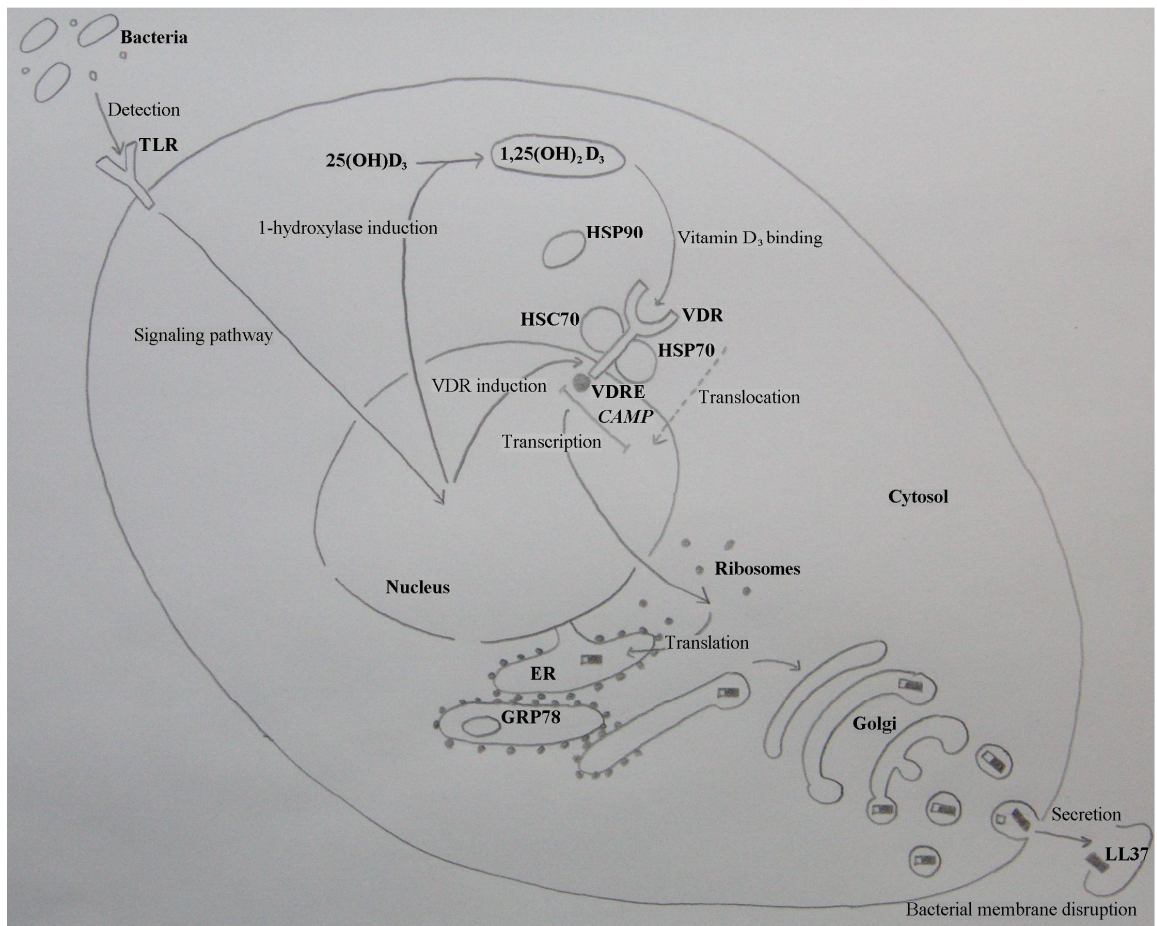 Bacteria
Detection
TLR
25(OH)D₃
1,25(OH)₂ D₃
1-hydroxylase induction
HSP90
Vitamin D₃ binding
HSC70
VDR
Signaling pathway
HSP70
VDR induction
VDRE
CAMP
Translocation
Transcription
Cytosol
Ribosomes
Nucleus
Translation
ER
GRP78
Golgi
Secretion
LL37
Bacterial membrane disruption